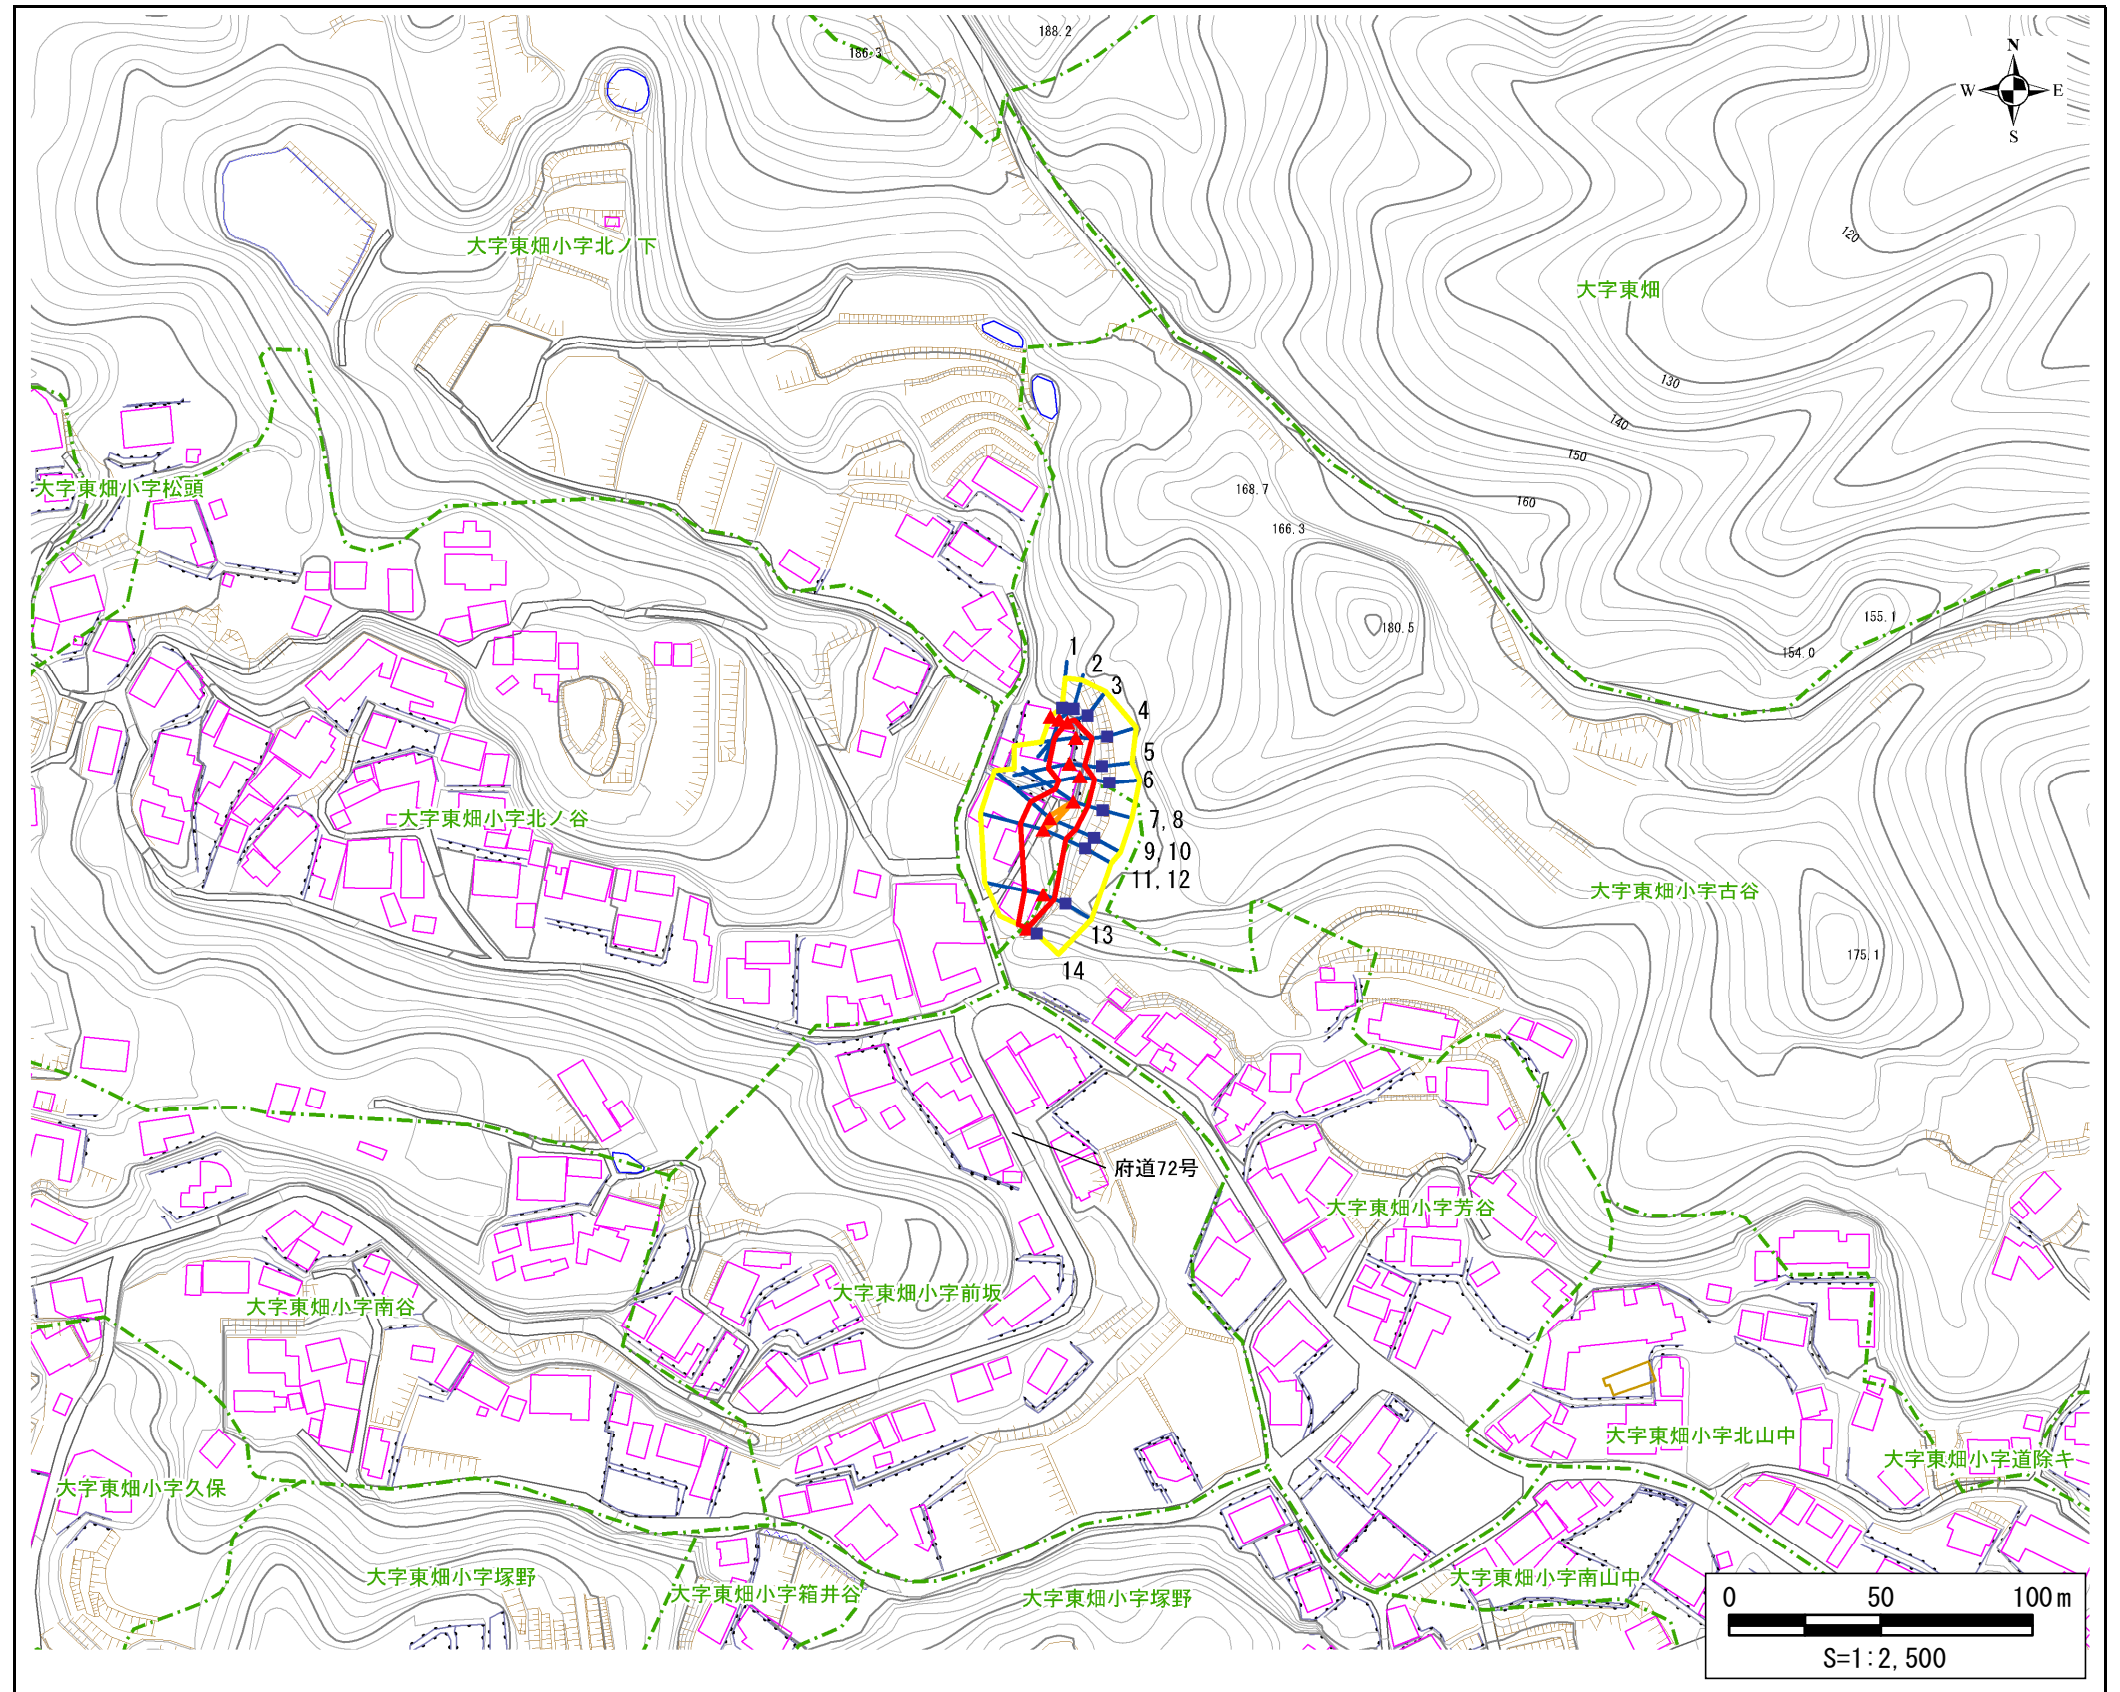 188.2
186.3
N
W
E
S
120
大字東畑小字北ノ下
大字東畑
130
140
150
大字東畑小字松頭
168.7
160
166.3
155.1
180.5
154.0
1
2
3
4
5
6
7,8
大字東畑小字北ノ谷
9,10
11,12
大字東畑小字古谷
13
175.1
14
府道72号
大字東畑小字芳谷
大字東畑小字前坂
大字東畑小字南谷
大字東畑小字北山中
大字東畑小字道除キ
大字東畑小字久保
大字東畑小字塚野
大字東畑小字南山中
大字東畑小字箱井谷
大字東畑小字塚野
0 50 100m
S=1:2,500